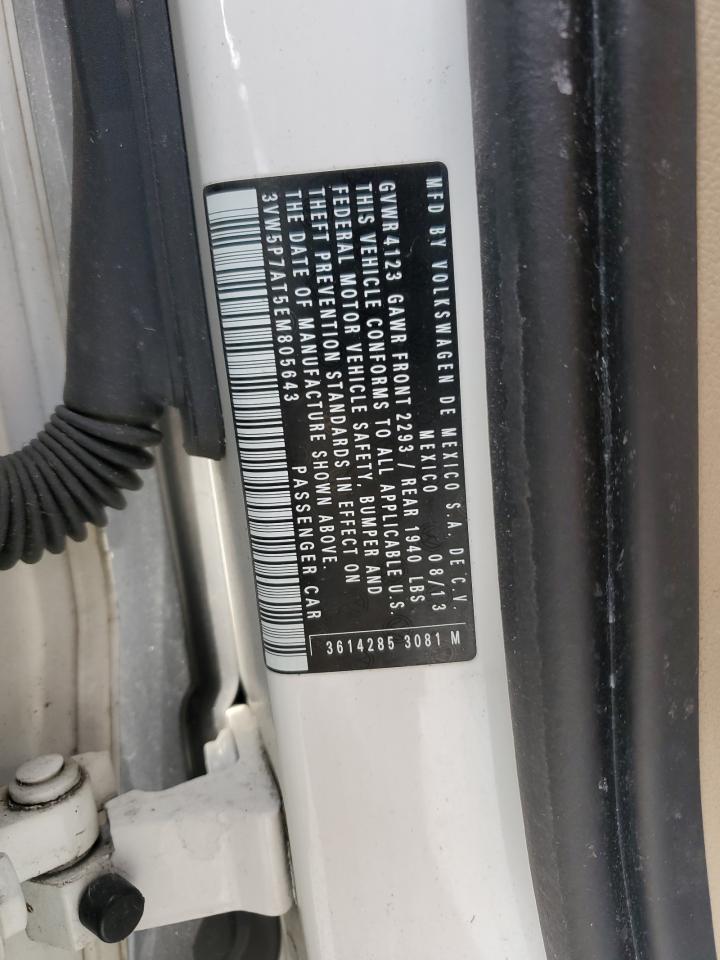 MFD BY VOLKSWAGEN DE MEXICO S.A. DE C.V.
MEXICO 08/13
GVWR4123 GAWR FRONT 2293 / REAR 1940 LBS
THIS VEHICLE CONFORMS TO ALL APPLICABLE U.S.
FEDERAL MOTOR VEHICLE SAFETY, BUMPER AND
THEFT PREVENTION STANDARDS IN EFFECT ON
THE DATE OF MANUFACTURE SHOWN ABOVE.
3VW5P7AT5EM805643 PASSENGER CAR
3614285 3081 M